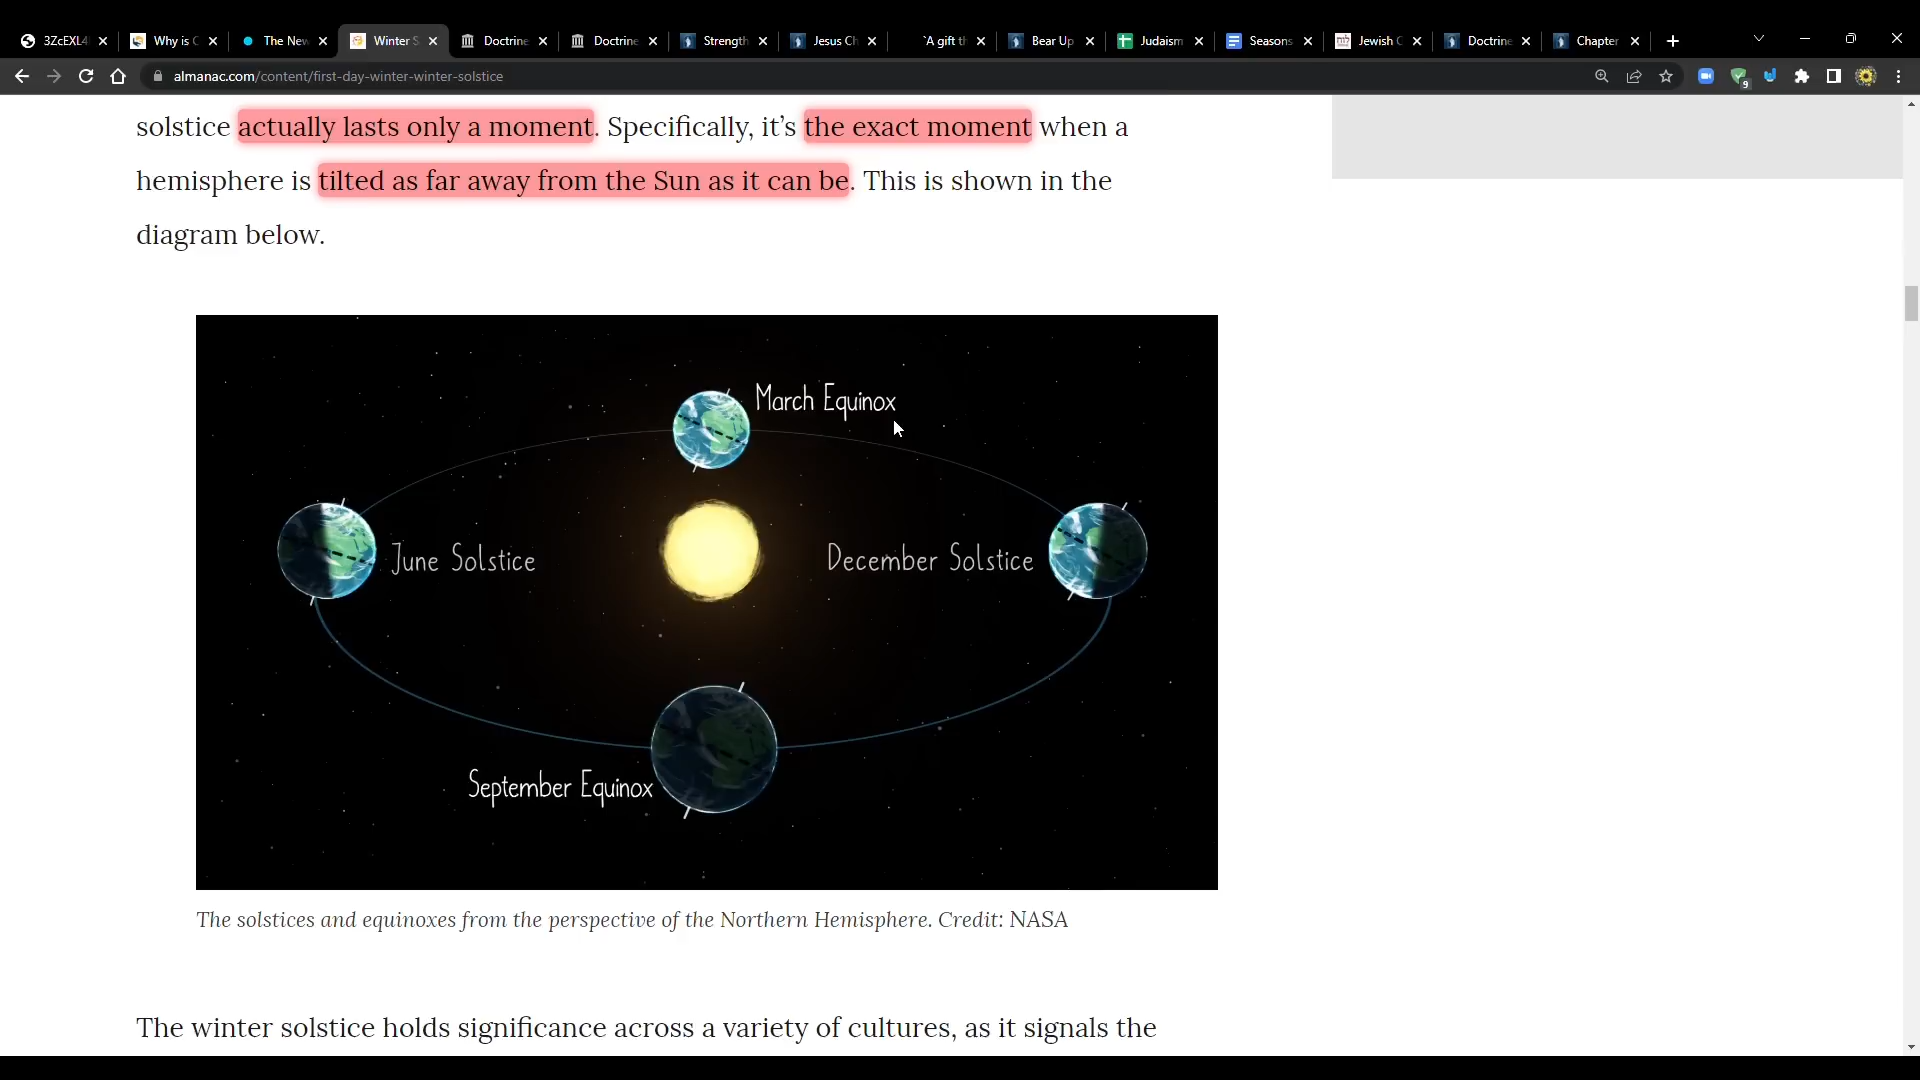 3ZcEXL4
Why is C
The New
Winter S
Doctrine
Doctrine
Strength
Jesus Ch
`A gift th
Bear Up
Judaism
Seasons
Jewish C
Doctrine
Chapter
almanac.com/content/first-day-winter-winter-solstice
9
solstice actually lasts only a moment. Specifically, it’s the exact moment when a
hemisphere is tilted as far away from the Sun as it can be. This is shown in the
diagram below.
March Equinox
June Solstice
December Solstice
September Equinox
The solstices and equinoxes from the perspective of the Northern Hemisphere. Credit: NASA
The winter solstice holds significance across a variety of cultures, as it signals the